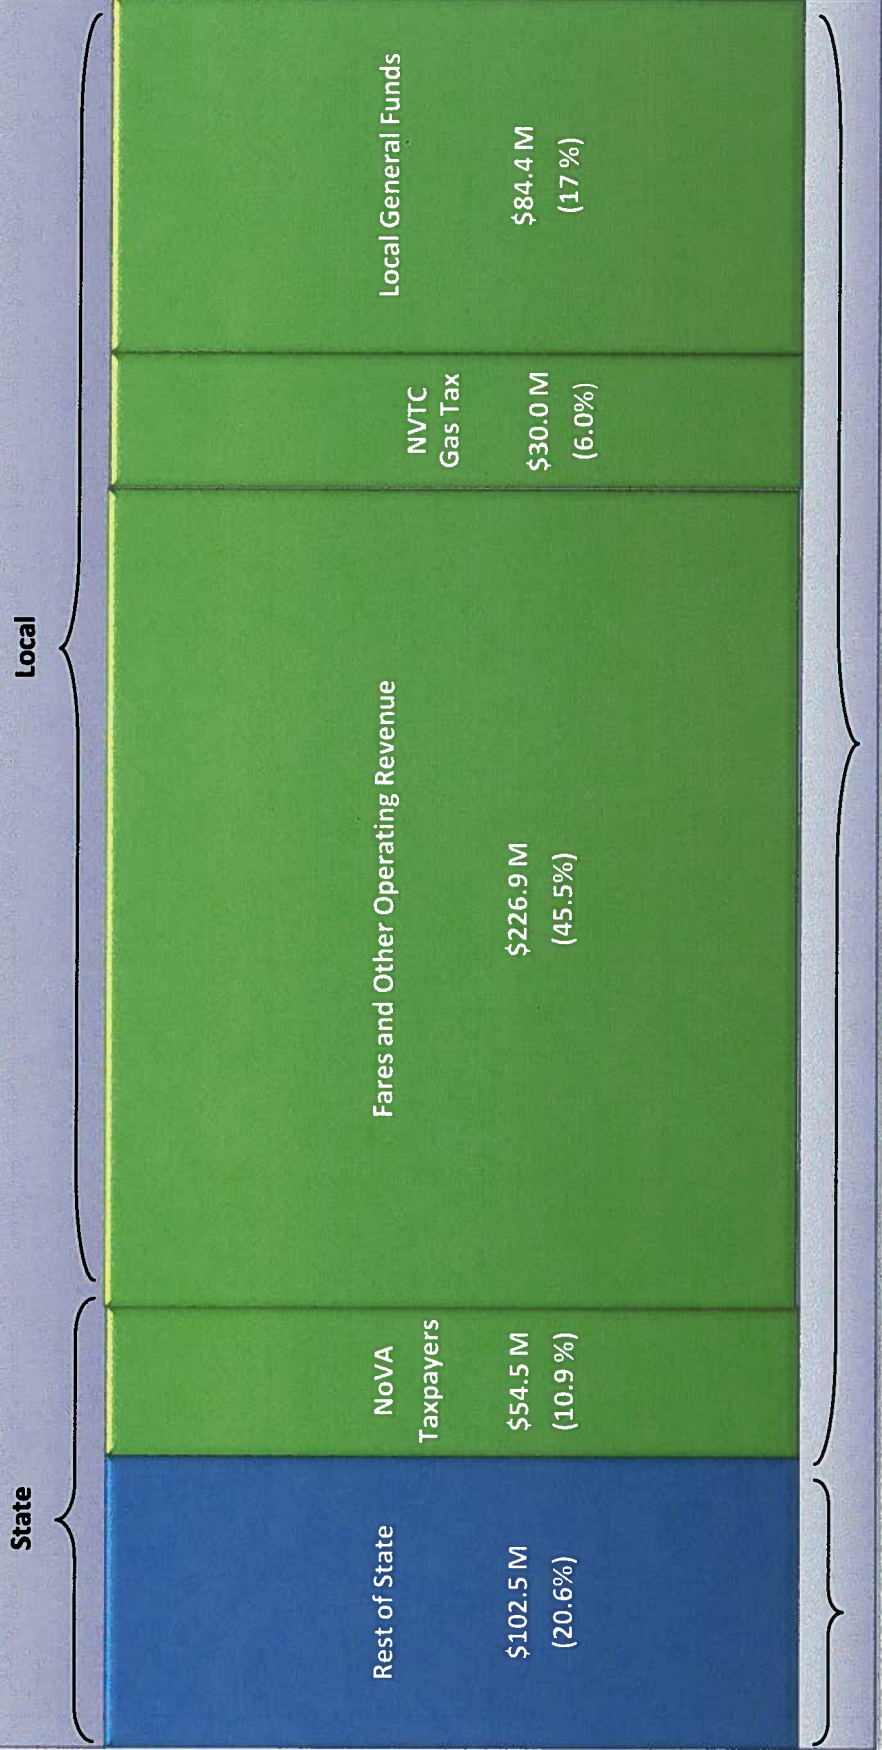 State
Local
Rest of State
$102.5 M
(20.6%)
NoVA
Taxpayers
$54.5 M
(10.9 %)
Fares and Other Operating Revenue
$226.9 M
(45.5%)
NVTC
Gas Tax
$30.0 M
(6.0%)
Local General Funds
$84.4 M
(17 %)